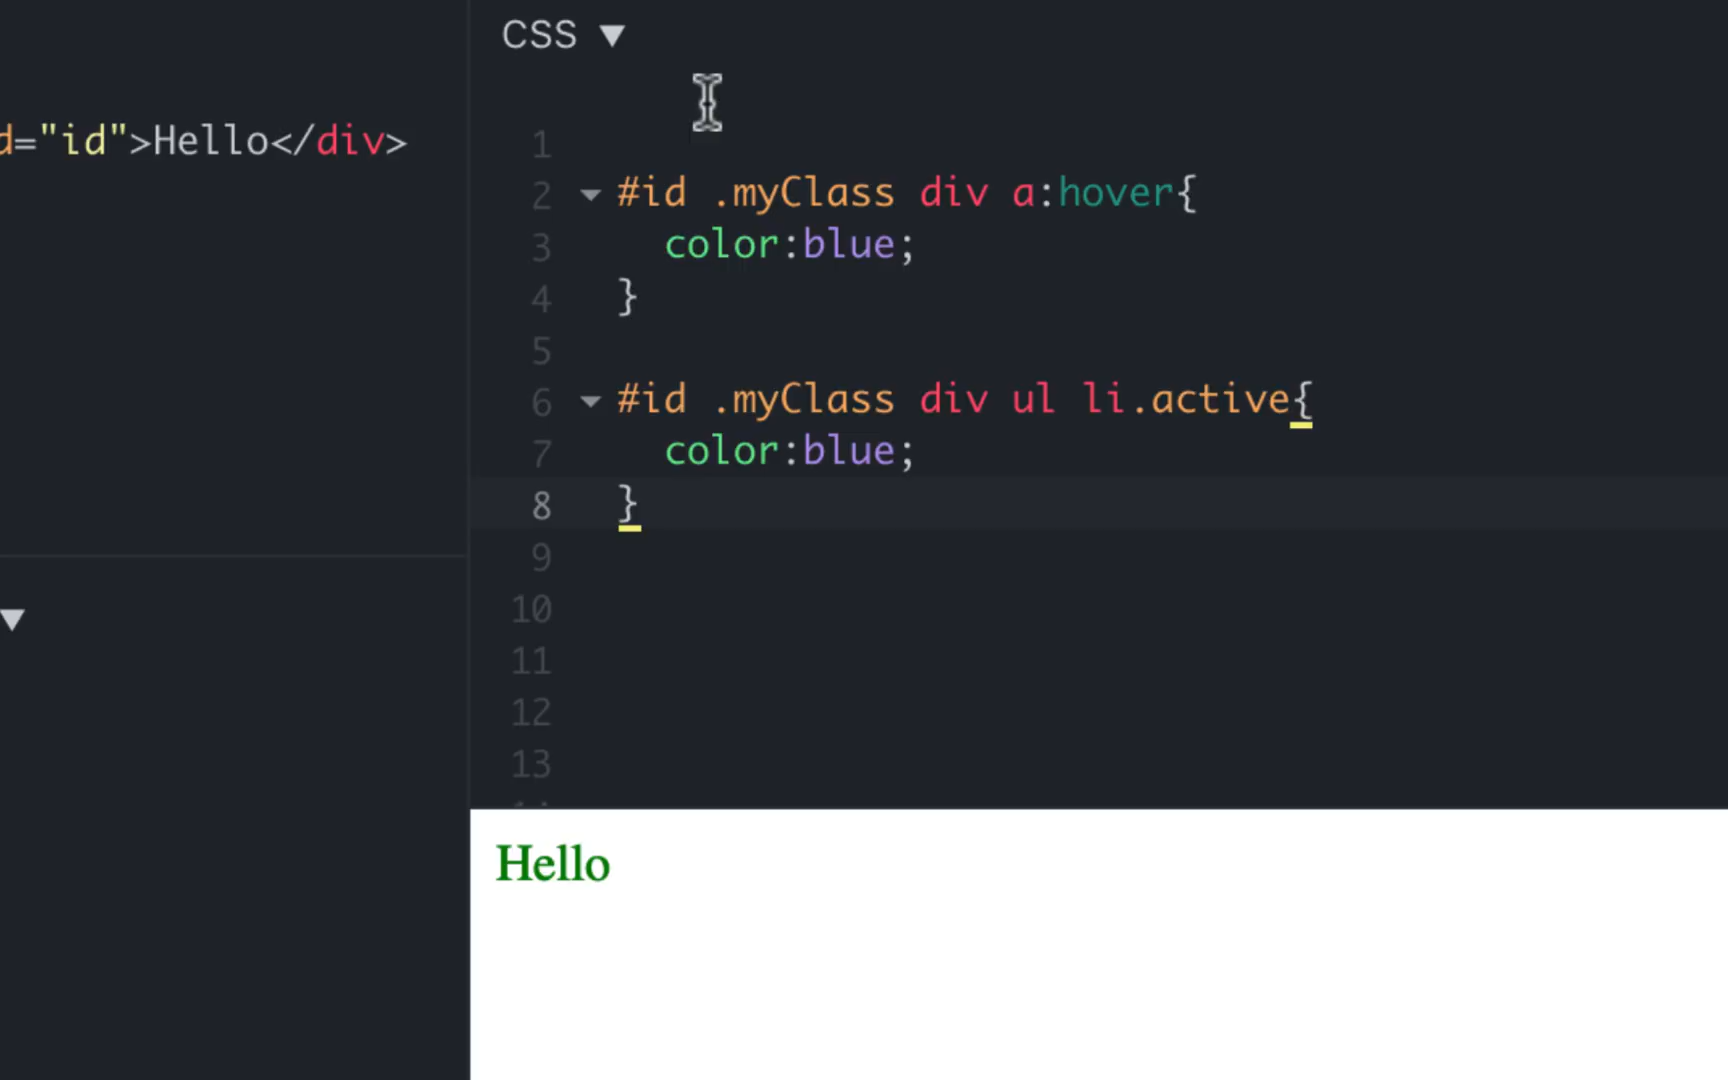 CSS ▼
d="id">Hello</div>
1
2 #id .myClass div a:hover{
3 color:blue;
4 }
5
6 #id .myClass div ul li.active{
7 color:blue;
8 }
9
10
11
12
13
Hello